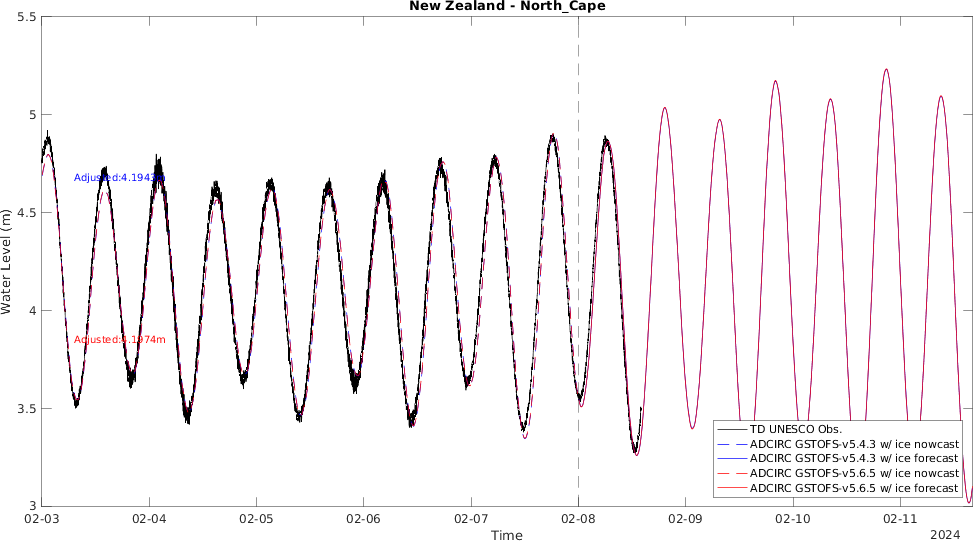 New Zealand - North_Cape
Water Level (m)
5.5
5
4.5
4
3.5
3
Adjusted:4.1943m
Adjusted:4.1974m
TD UNESCO Obs.
ADCIRC GSTOFS-v5.4.3 w/ ice nowcast
ADCIRC GSTOFS-v5.4.3 w/ ice forecast
ADCIRC GSTOFS-v5.6.5 w/ ice nowcast
ADCIRC GSTOFS-v5.6.5 w/ ice forecast
02-03 02-04 02-05 02-06 02-07 02-08 02-09 02-10 02-11
Time
2024